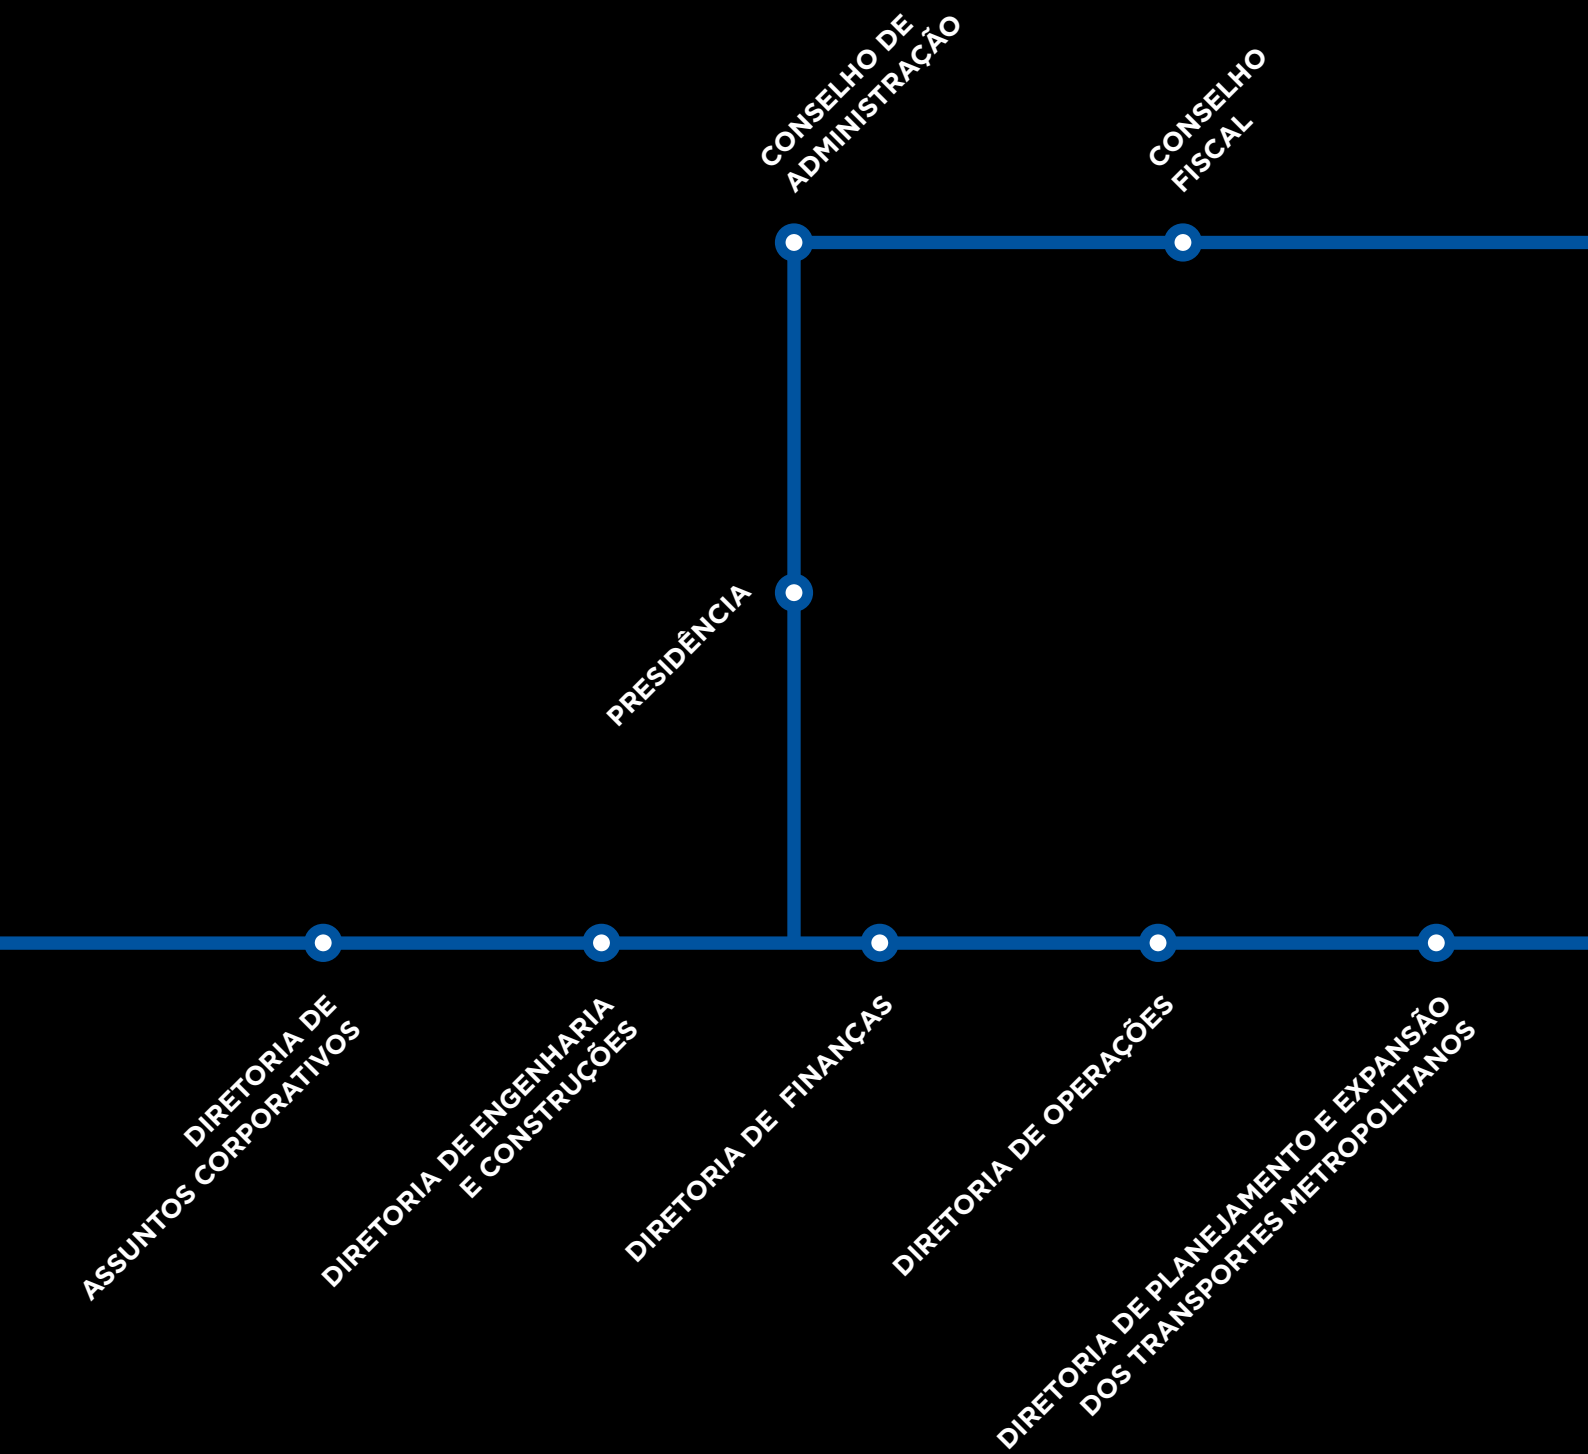 CONSELHO DE
ADMINISTRAÇÃO
CONSELHO
FISCAL
PRESIDÊNCIA
DIRETORIA DE
ASSUNTOS CORPORATIVOS
DIRETORIA DE ENGENHARIA
E CONSTRUÇÕES
DIRETORIA DE FINANÇAS
DIRETORIA DE OPERAÇÕES
DIRETORIA DE PLANEJAMENTO E EXPANSÃO
DOS TRANSPORTES METROPOLITANOS